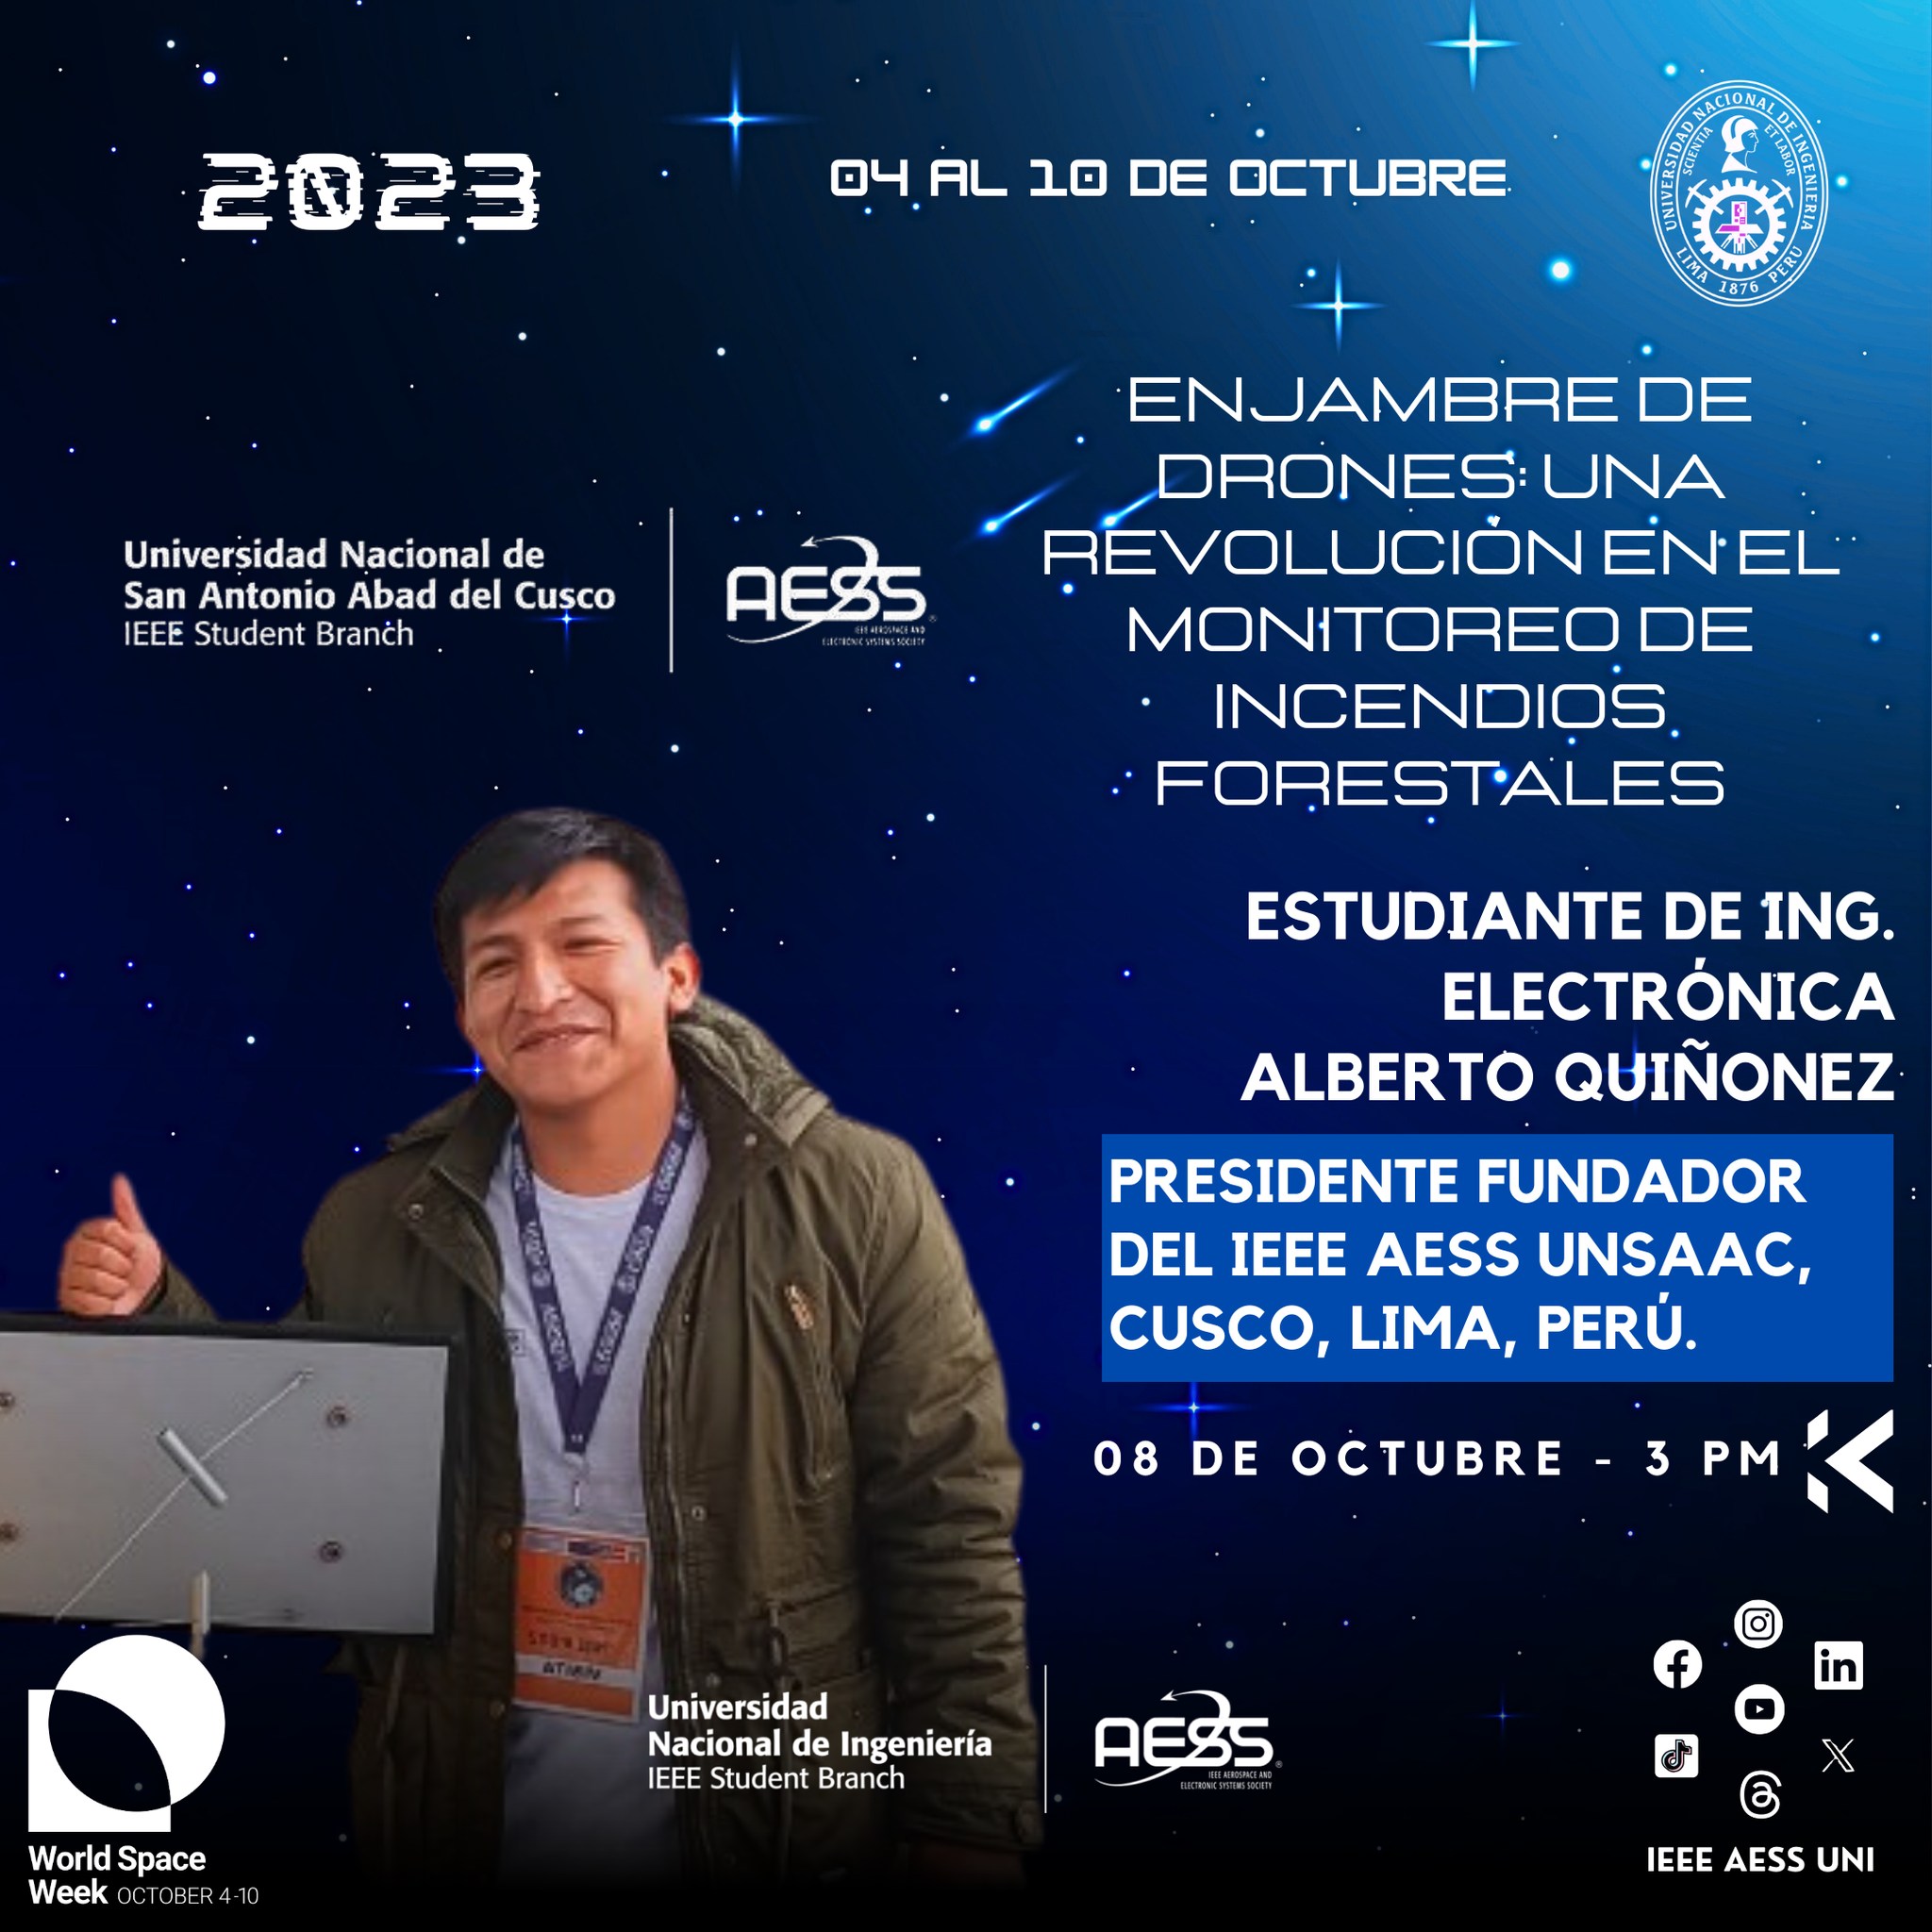 2023
04 AL 10 DE OCTUBRE
UNIVERSIDAD NACIONAL DE INGENIERIA
SCIENTIA ET LABOR
LIMA 1876 PERU
ENJAMBRE DE
DRONES: UNA
REVOLUCIÓN EN EL
MONITOREO DE
INCENDIOS
FORESTALES
Universidad Nacional de
San Antonio Abad del Cusco
IEEE Student Branch
AESS
IEEE AEROSPACE AND
ELECTRONIC SYSTEMS SOCIETY
ESTUDIANTE DE ING.
ELECTRÓNICA
ALBERTO QUIÑONEZ
PRESIDENTE FUNDADOR
DEL IEEE AESS UNSAAC,
CUSCO, LIMA, PERÚ.
08 DE OCTUBRE - 3 PM
Universidad
Nacional de Ingeniería
IEEE Student Branch
AESS
IEEE AEROSPACE AND
ELECTRONIC SYSTEMS SOCIETY
World Space
Week OCTOBER 4-10
in
IEEE AESS UNI